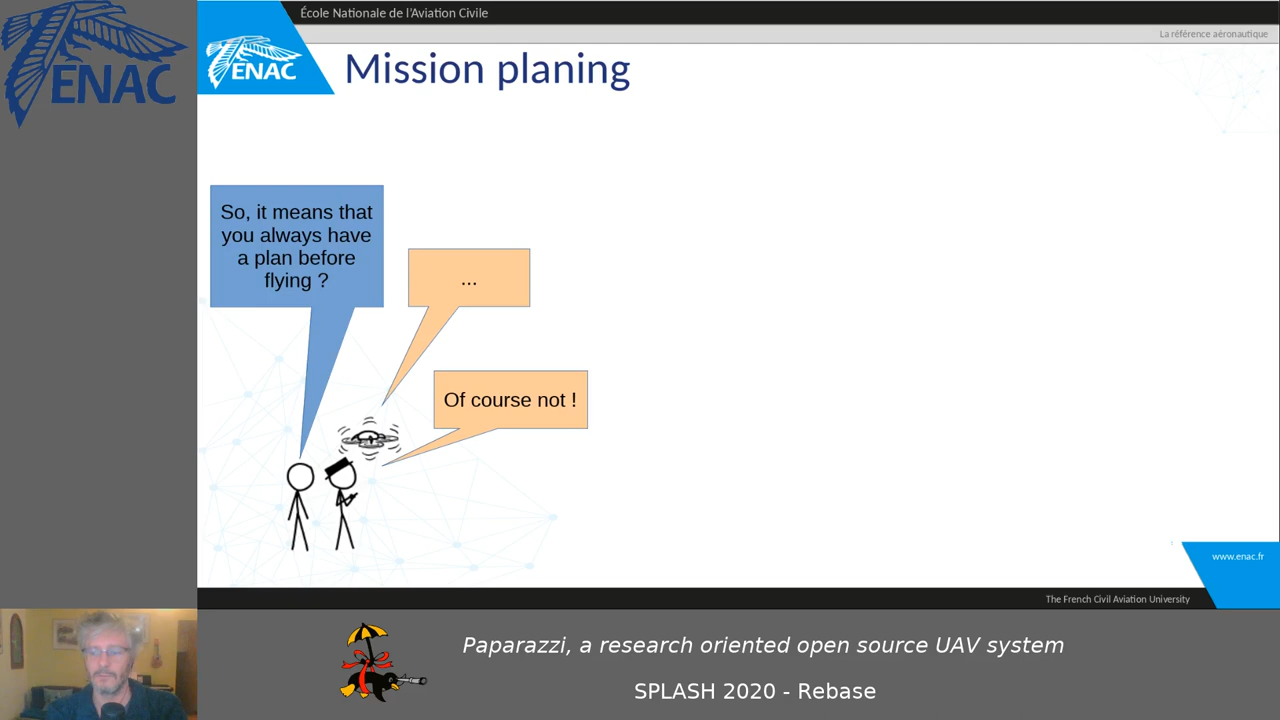 ENAC
École Nationale de l'Aviation Civile
La référence aéronautique
ENAC
Mission planing
So, it means that
you always have
a plan before
flying ?
...
Of course not !
www.enac.fr
The French Civil Aviation University
Paparazzi, a research oriented open source UAV system
SPLASH 2020 - Rebase